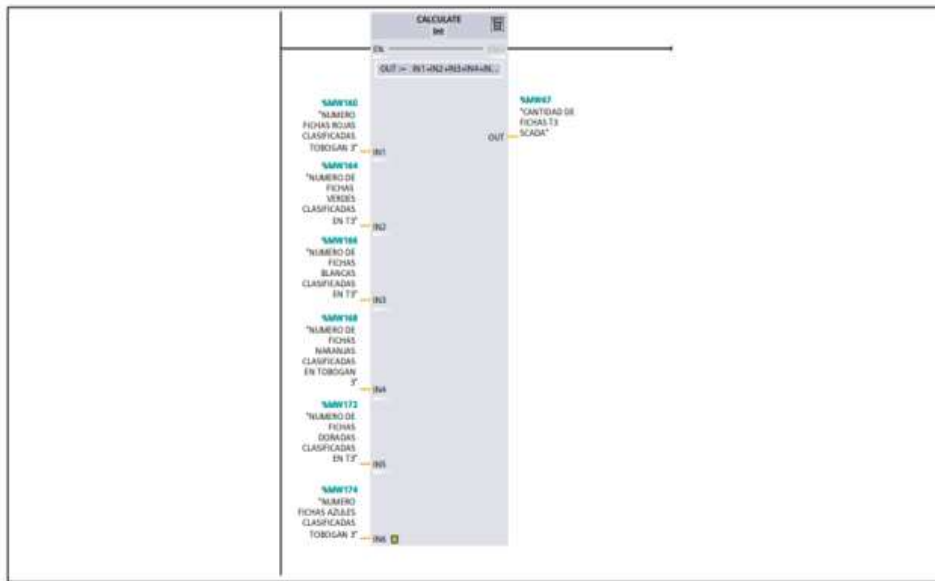 CALCULATE
Int
EN
ENO
OUT := IN1+IN2+IN3+IN4+IN...
%MW160
"NUMERO
FICHAS ROJAS
CLASIFICADAS
TOBOGAN 3"
IN1
%MW67
"CANTIDAD DE
FICHAS T3
SCADA"
OUT
%MW164
"NUMERO DE
FICHAS
VERDES
CLASIFICADAS
EN T3"
IN2
%MW166
"NUMERO DE
FICHAS
BLANCAS
CLASIFICADAS
EN T3"
IN3
%MW168
"NUMERO DE
FICHAS
NARANJAS
CLASIFICADAS
EN TOBOGAN
3"
IN4
%MW172
"NUMERO DE
FICHAS
DORADAS
CLASIFICADAS
EN T3"
IN5
%MW174
"NUMERO
FICHAS AZULES
CLASIFICADAS
TOBOGAN 3"
IN6